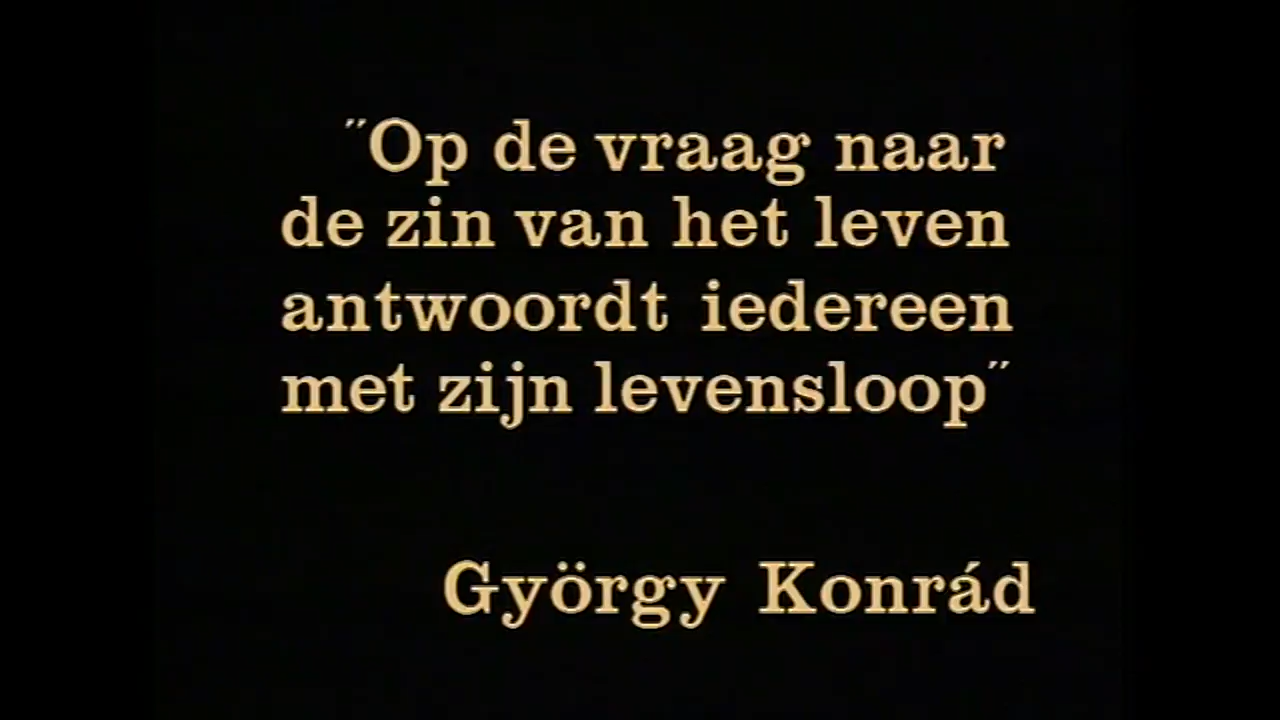 "Op de vraag naar
de zin van het leven
antwoordt iedereen
met zijn levensloop"
György Konrád